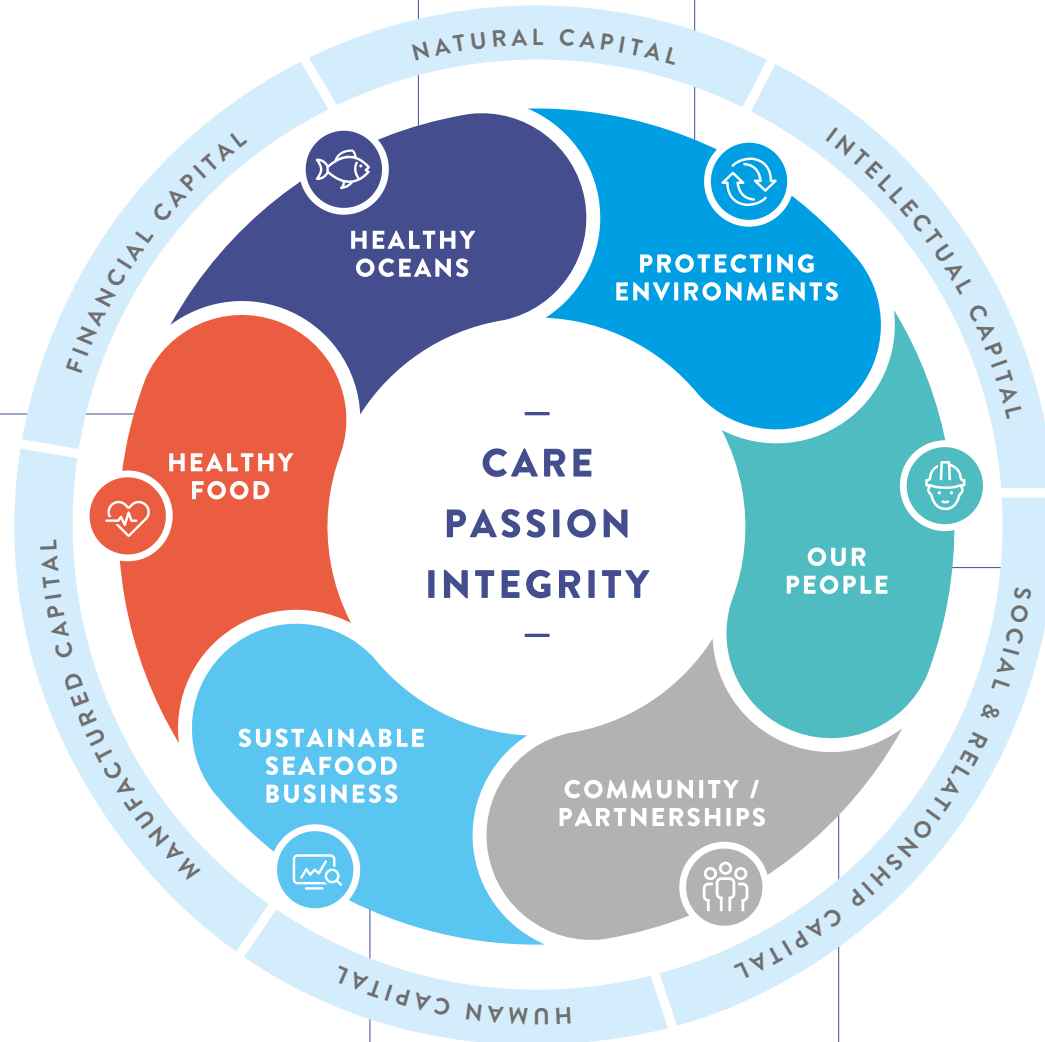 NATURAL CAPITAL
INTELLECTUAL CAPITAL
SOCIAL & RELATIONSHIP CAPITAL
HUMAN CAPITAL
MANUFACTURED CAPITAL
FINANCIAL CAPITAL
HEALTHY
OCEANS
PROTECTING
ENVIRONMENTS
OUR
PEOPLE
COMMUNITY /
PARTNERSHIPS
SUSTAINABLE
SEAFOOD
BUSINESS
HEALTHY
FOOD
CARE
PASSION
INTEGRITY